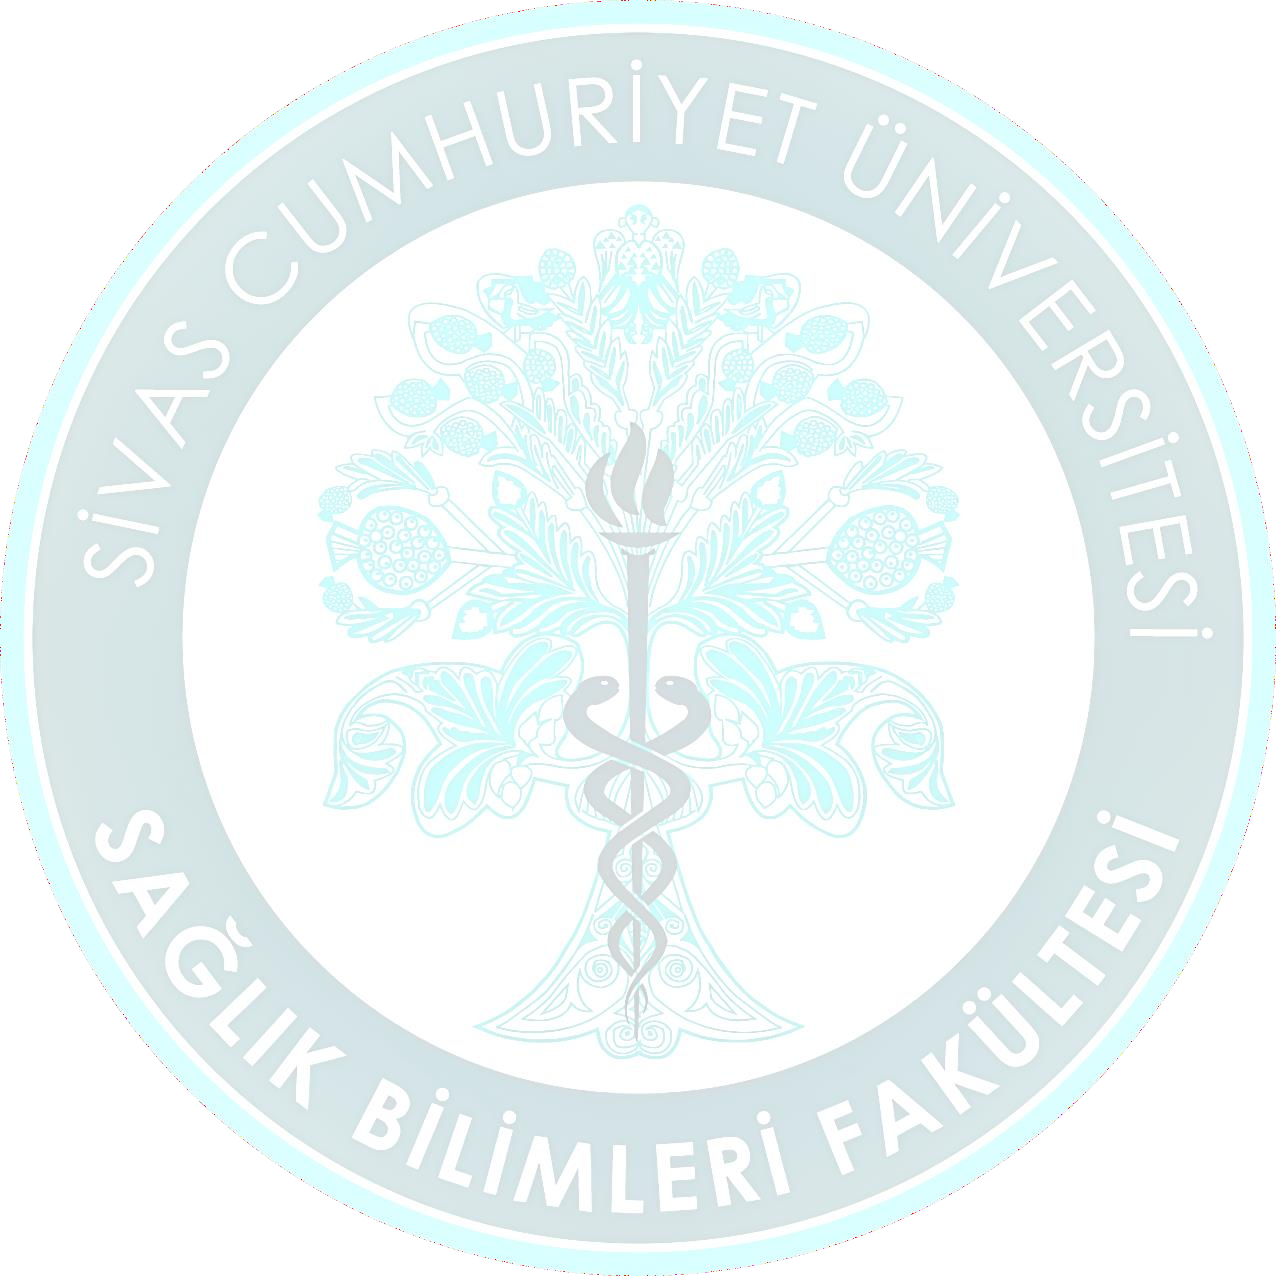 SİVAS CUMHURİYET ÜNİVERSİTESİ
SAĞLIK BİLİMLERİ FAKÜLTESİ